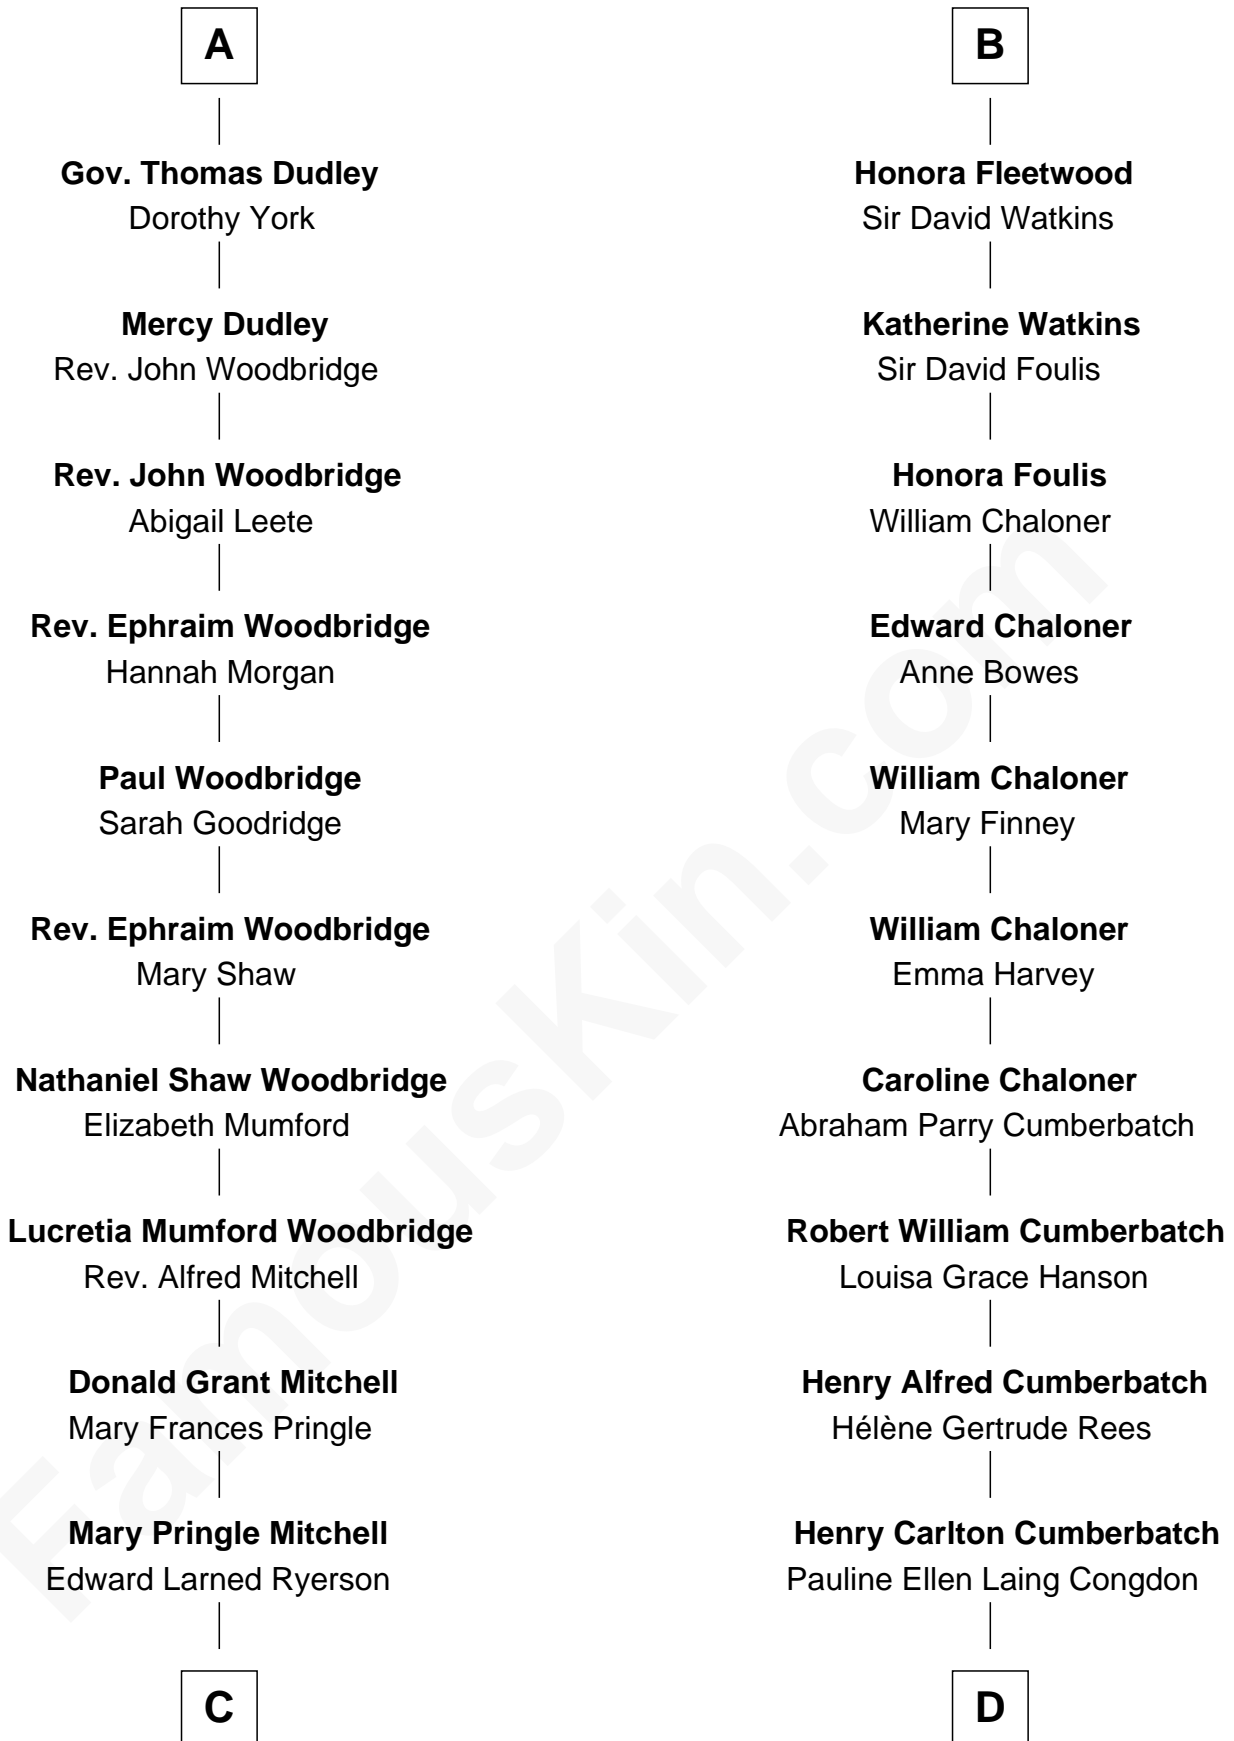 A
Gov. Thomas Dudley
Dorothy York
Mercy Dudley
Rev. John Woodbridge
Rev. John Woodbridge
Abigail Leete
Rev. Ephraim Woodbridge
Hannah Morgan
Paul Woodbridge
Sarah Goodridge
Rev. Ephraim Woodbridge
Mary Shaw
Nathaniel Shaw Woodbridge
Elizabeth Mumford
Lucretia Mumford Woodbridge
Rev. Alfred Mitchell
Donald Grant Mitchell
Mary Frances Pringle
Mary Pringle Mitchell
Edward Larned Ryerson
C
B
Honora Fleetwood
Sir David Watkins
Katherine Watkins
Sir David Foulis
Honora Foulis
William Chaloner
Edward Chaloner
Anne Bowes
William Chaloner
Mary Finney
William Chaloner
Emma Harvey
Caroline Chaloner
Abraham Parry Cumberbatch
Robert William Cumberbatch
Louisa Grace Hanson
Henry Alfred Cumberbatch
Hélène Gertrude Rees
Henry Carlton Cumberbatch
Pauline Ellen Laing Congdon
D
FamousKin.com